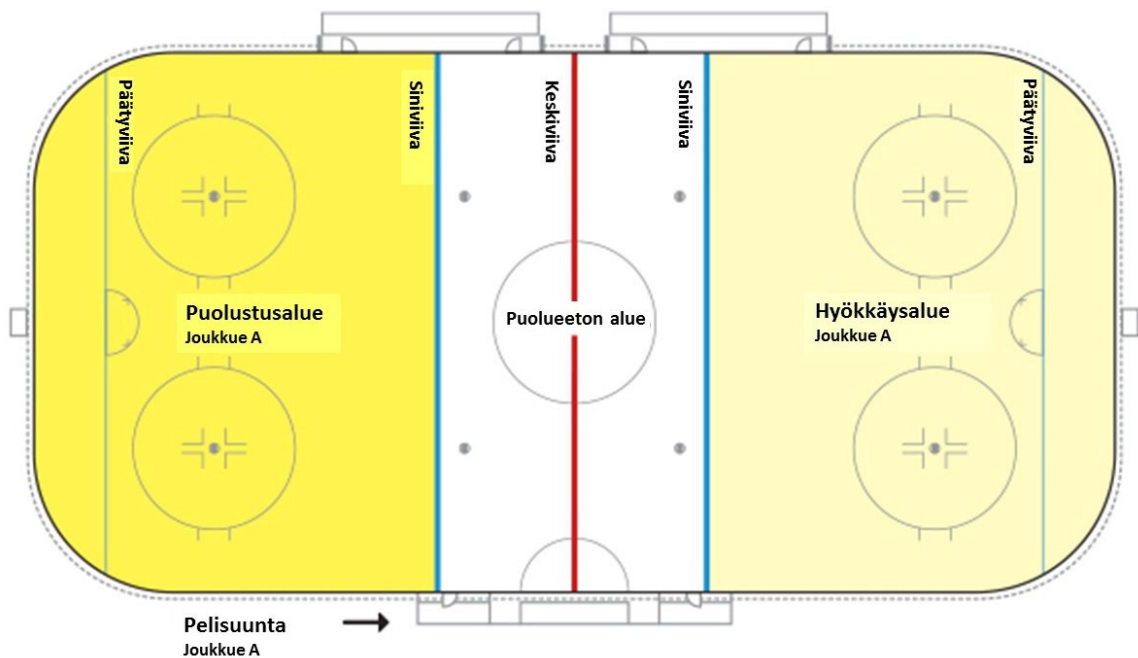 Päätyviiva
Siniviiva
Keskiviiva
Siniviiva
Päätyviiva
Puolustusalue
Joukkue A
Puolueeton alue
Hyökkäysalue
Joukkue A
Pelisuunta
Joukkue A